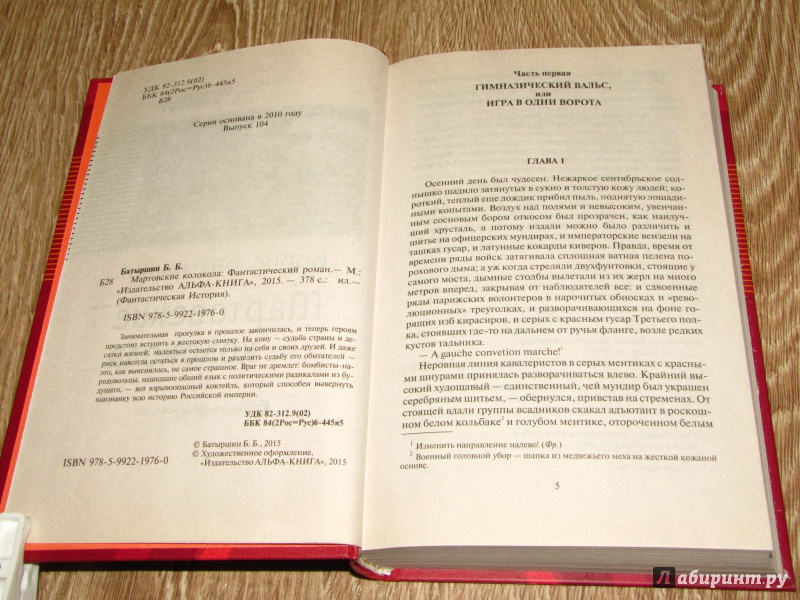 УДК 82-312.9(02)
ББК 84(2Рос=Рус)6-445я5
Б28
Серия основана в 2010 году
Выпуск 104
Батыршин Б. Б.
Б28 Мартовские колокола: Фантастический роман.— М.:
«Издательство АЛЬФА-КНИГА», 2015. — 378 с.: ил.—
(Фантастическая История).
ISBN 978-5-9922-1976-0
Занимательная прогулка в прошлое закончилась, и теперь героям
предстоит вступить в жестокую схватку. На кону — судьба страны и де-
сятки жизней; надеяться остается только на себя и своих друзей. И даже
риск навсегда остаться в прошлом и разделить судьбу его обитателей —
это, как выяснилось, не самое страшное. Враг не дремлет: бомбисты-на-
родовольцы, нашедшие общий язык с политическими радикалами из бу-
дущего, — вот взрывоопасный коктейль, который способен вывернуть
наизнанку всю историю Российской империи.
УДК 82-312.9(02)
ББК 84(2Рос=Рус)6-445я5
© Батыршин Б. Б., 2015
© Художественное оформление,
ISBN 978-5-9922-1976-0 «Издательство АЛЬФА-КНИГА», 2015
Часть первая
ГИМНАЗИЧЕСКИЙ ВАЛЬС,
или
ИГРА В ОДНИ ВОРОТА
ГЛАВА 1
Осенний день был чудесен. Нежаркое сентябрьское сол-
нышко щадило затянутых в сукно и толстую кожу людей; ко-
роткий, теплый еще дождик прибил пыль, поднятую лошади-
ными копытами. Воздух над полями и невысоким, увенчан-
ным сосновым бором откосом был прозрачен, как наилуч-
ший хрусталь, а потому издали можно было различить и
шитье на офицерских мундирах, и императорские вензели на
ташках гусар, и латунные кокарды киверов. Правда, время от
времени ряды войск затягивала сплошная ватная пелена по-
рохового дыма; а уж когда стреляли двухфунтовки, стоящие у
самого моста, дымные столбы вылетали из их жерл на много
метров вперед, закрывая от наблюдателей все: и сдвоенные
ряды парижских волонтеров в нарочитых обносках и «рево-
люционных» треуголках, и разворачивающихся на фоне го-
рящих изб кирасиров, и серых с красным гусар Третьего пол-
ка, стоявших где-то на дальнем от ручья фланге, возле редких
кустов тальника.
— A gauche convetion marche!¹
Неровная линия кавалеристов в серых ментиках с красны-
ми шнурами принялась разворачиваться влево. Крайний вы-
сокий худощавый — единственный, чей мундир был украшен
серебряным шитьем, — обернулся, привстав на стременах. От
стоящей вдали группы всадников скакал адъютант в роскош-
ном белом кольбаке² и голубом ментике, отороченном белым
¹ Изменить направление налево! (Фр.)
² Военный головной убор — шапка из медвежьего меха на жесткой кожаной
основе.
5
Лабиринт.ру